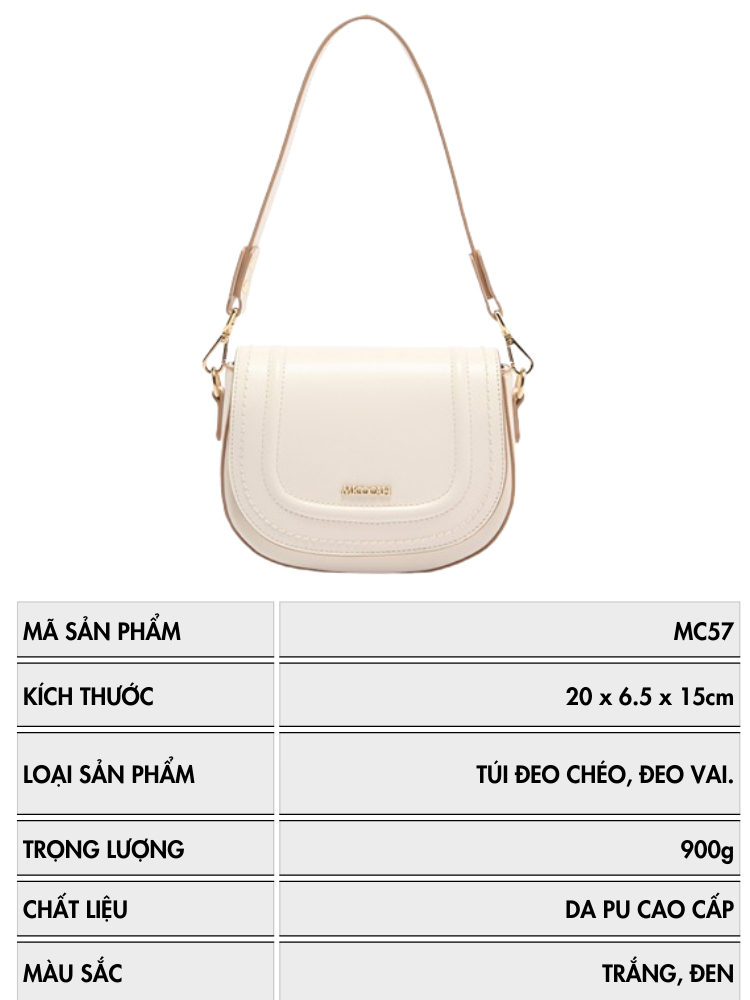 MÃ SẢN PHẨM
MC57
KÍCH THƯỚC
20 x 6.5 x 15cm
LOẠI SẢN PHẨM
TÚI ĐEO CHÉO, ĐEO VAI.
TRỌNG LƯỢNG
900g
CHẤT LIỆU
DA PU CAO CẤP
MÀU SẮC
TRẮNG, ĐEN